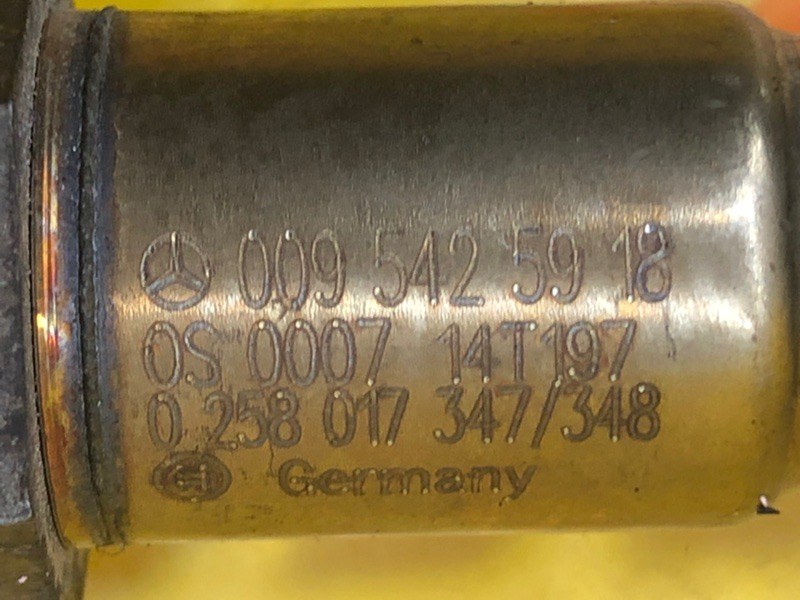 009 542 59 18
0S 0007 14T197
0 258 017 347/348
Germany